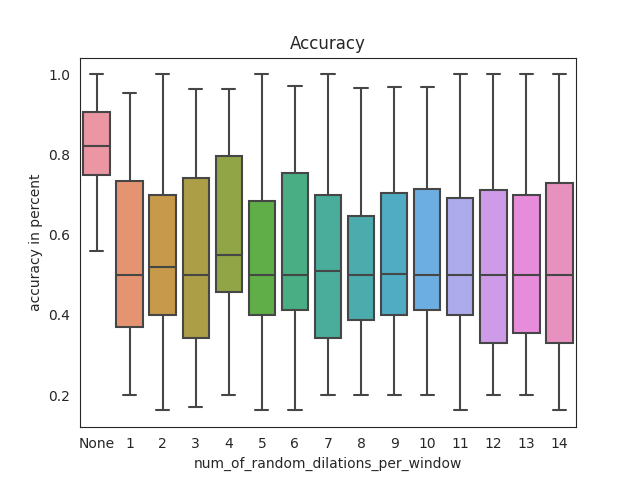 Accuracy
accuracy in percent
1.0
0.8
0.6
0.4
0.2
None 1 2 3 4 5 6 7 8 9 10 11 12 13 14
num_of_random_dilations_per_window